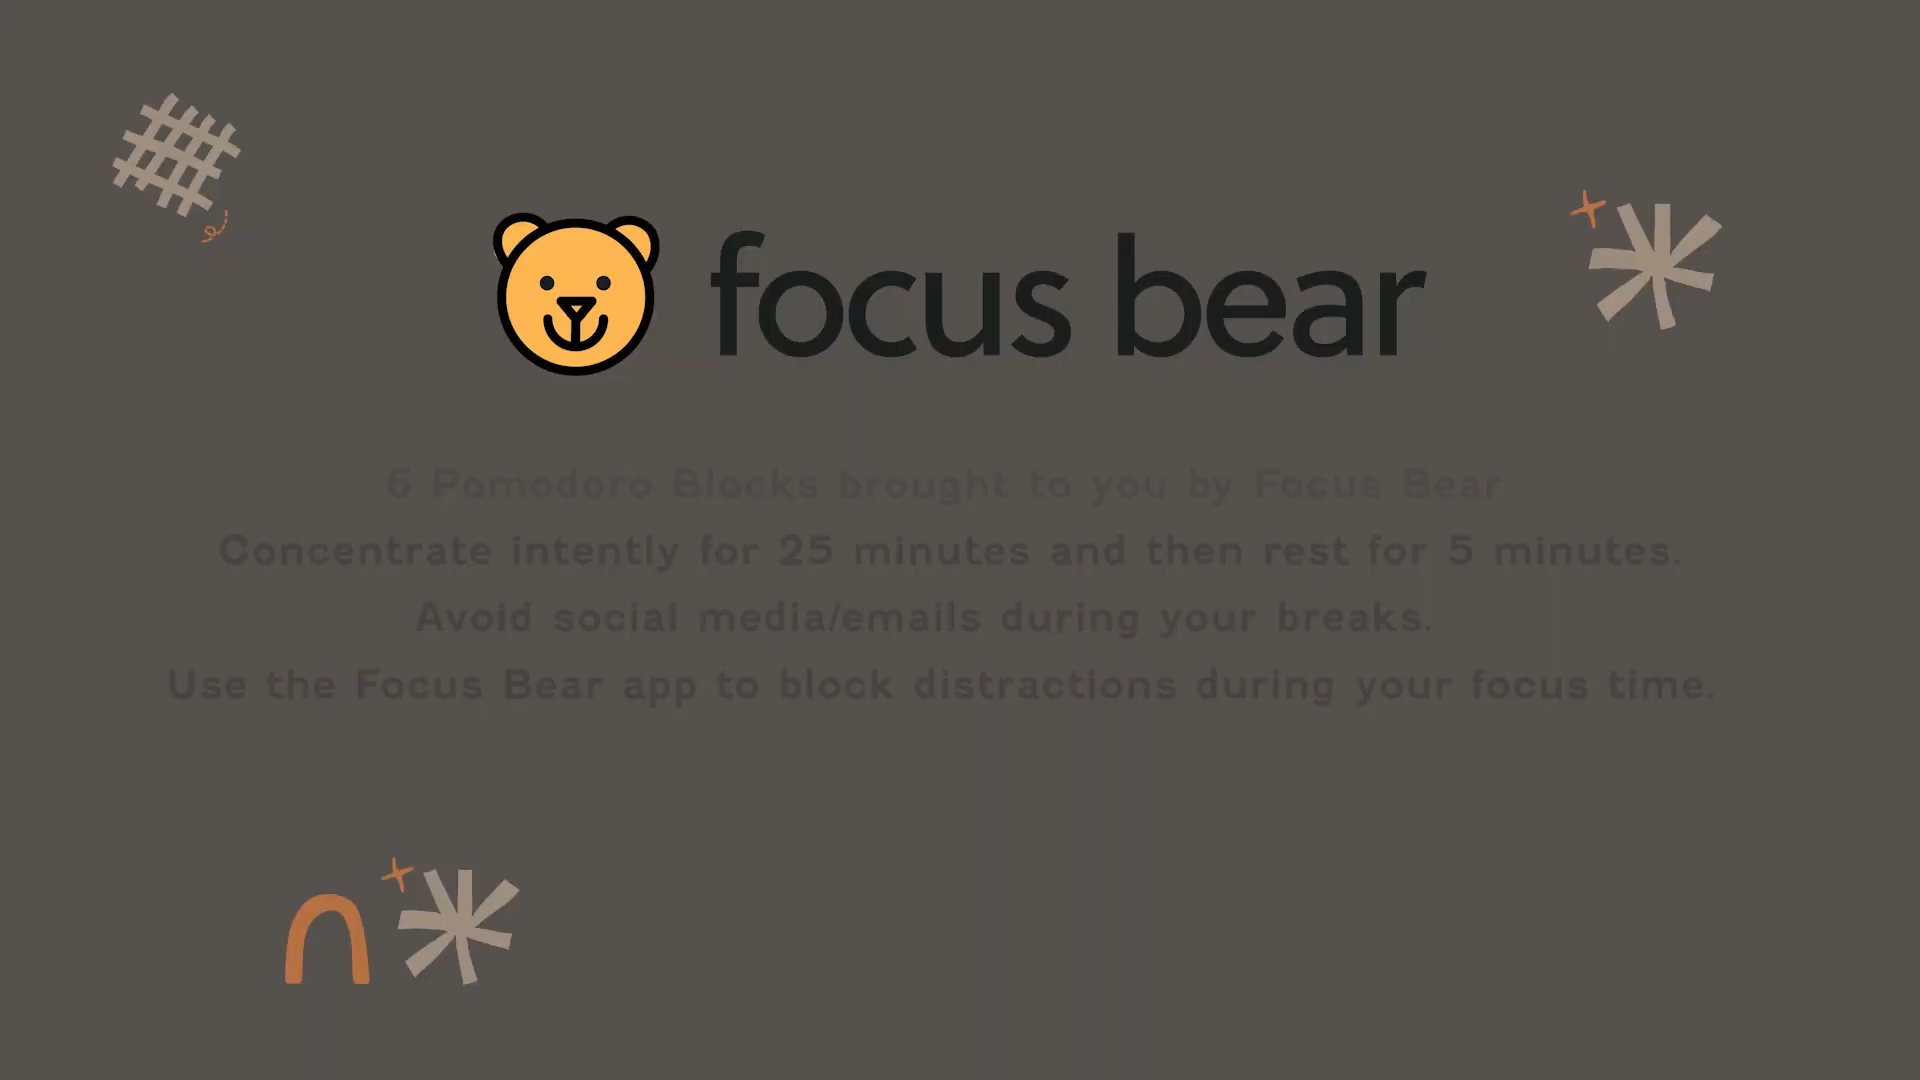 focus bear
6 Pomodoro Blocks brought to you by Focus Bear
Concentrate intently for 25 minutes and then rest for 5 minutes.
Avoid social media/emails during your breaks.
Use the Focus Bear app to block distractions during your focus time.